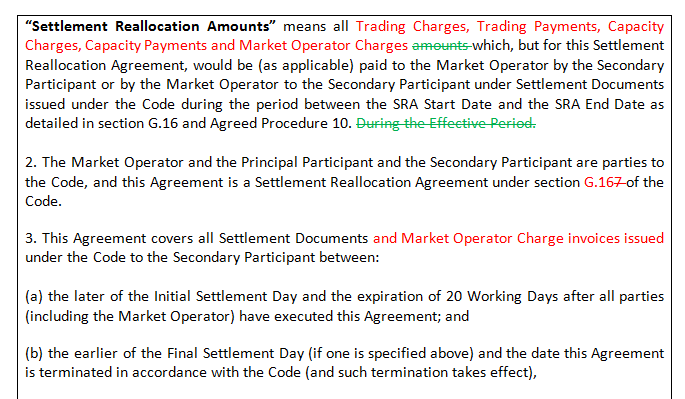 “Settlement Reallocation Amounts” means all Trading Charges, Trading Payments, Capacity
Charges, Capacity Payments and Market Operator Charges amounts which, but for this Settlement
Reallocation Agreement, would be (as applicable) paid to the Market Operator by the Secondary
Participant or by the Market Operator to the Secondary Participant under Settlement Documents
issued under the Code during the period between the SRA Start Date and the SRA End Date as
detailed in section G.16 and Agreed Procedure 10. During the Effective Period.
2. The Market Operator and the Principal Participant and the Secondary Participant are parties to
the Code, and this Agreement is a Settlement Reallocation Agreement under section G.167 of the
Code.
3. This Agreement covers all Settlement Documents and Market Operator Charge invoices issued
under the Code to the Secondary Participant between:
(a) the later of the Initial Settlement Day and the expiration of 20 Working Days after all parties
(including the Market Operator) have executed this Agreement; and
(b) the earlier of the Final Settlement Day (if one is specified above) and the date this Agreement
is terminated in accordance with the Code (and such termination takes effect),